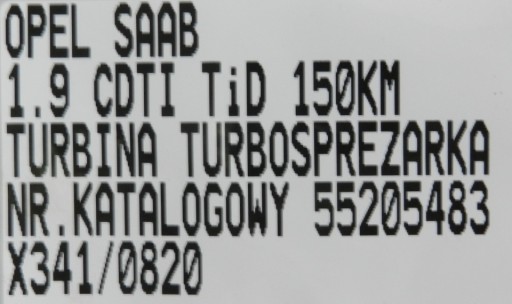 OPEL SAAB
1.9 CDTI TiD 150KM
TURBINA TURBOSPREZARKA
NR.KATALOGOWY 55205483
X341/0820